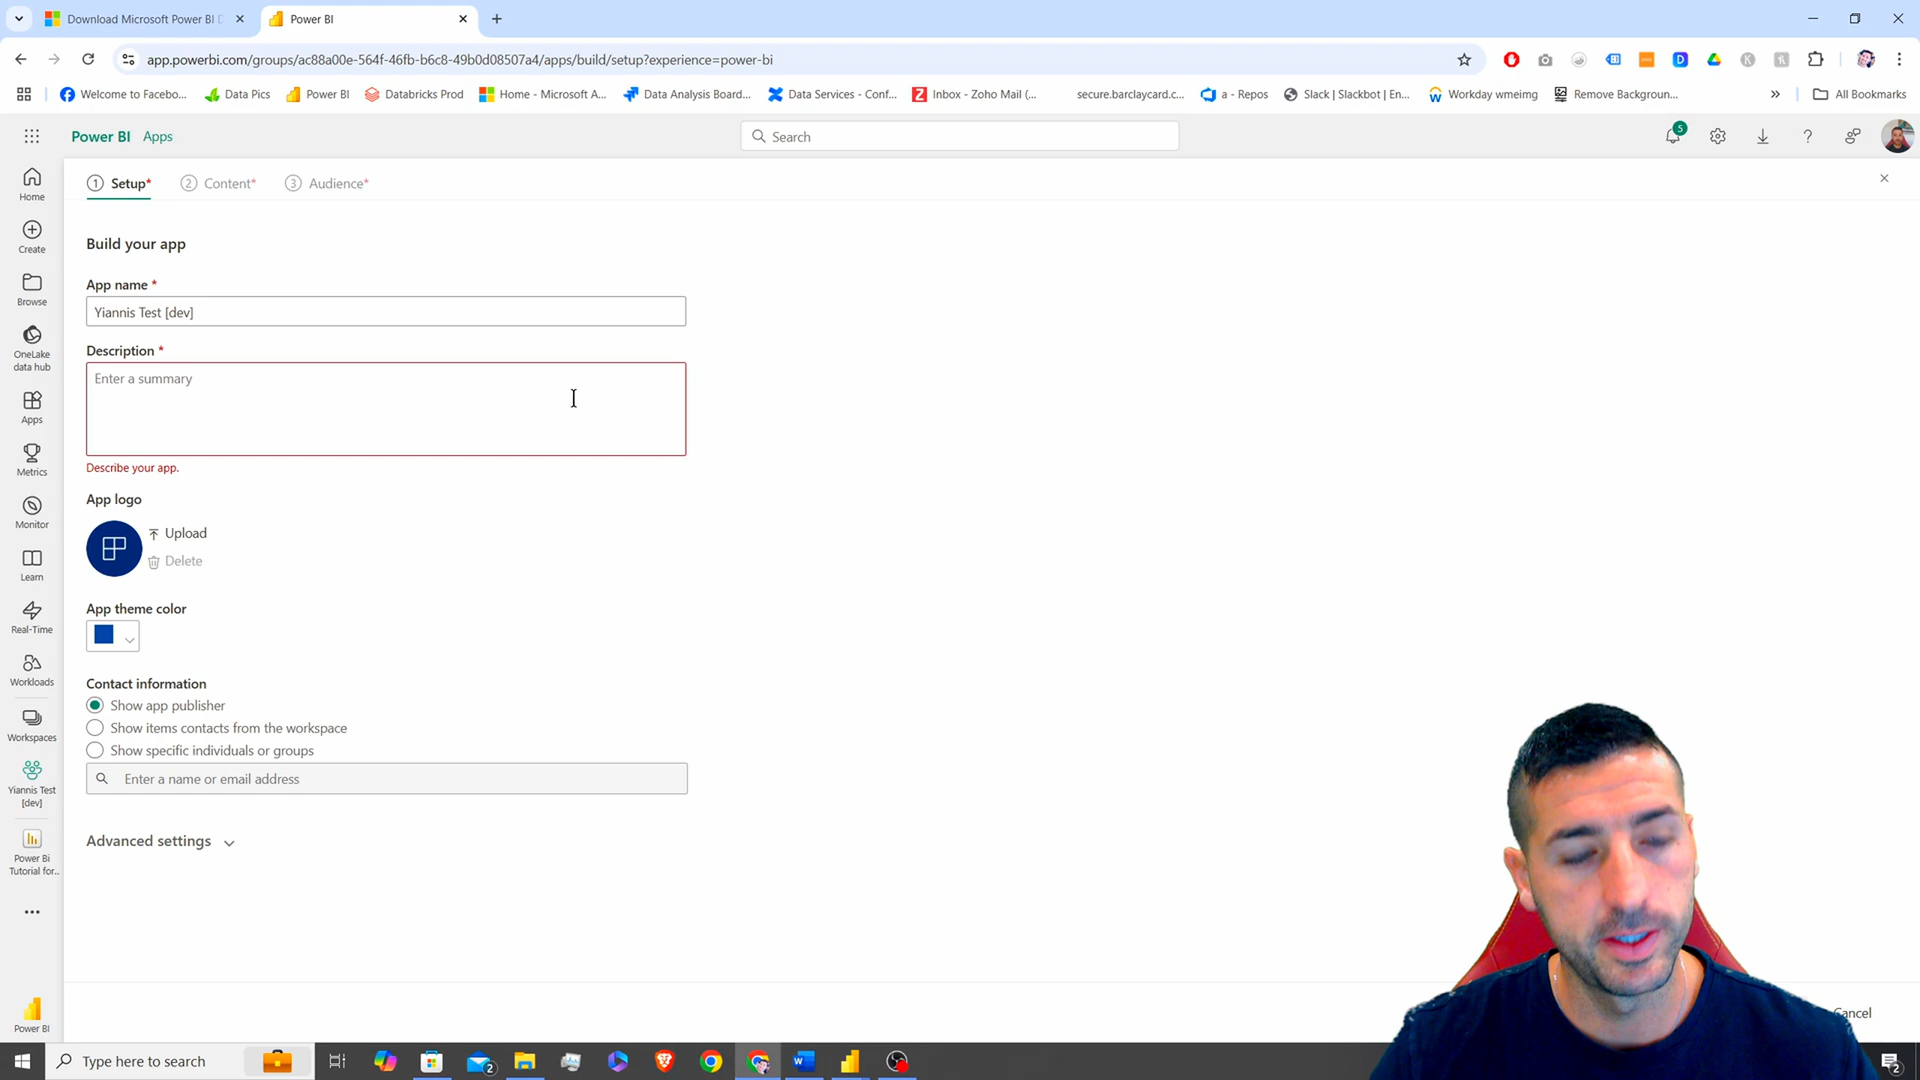 Download Microsoft Power BI D
Power BI
app.powerbi.com/groups/ac88a00e-564f-46fb-b6c8-49b0d08507a4/apps/build/setup?experience=power-bi
Welcome to Facebo...
Data Pics
Power BI
Databricks Prod
Home - Microsoft A...
Data Analysis Board...
Data Services - Conf...
Inbox - Zoho Mail (...
secure.barclaycard.c...
a - Repos
Slack | Slackbot | En...
Workday wmeimg
Remove Backgroun...
All Bookmarks
Power BI Apps
Search
5
1 Setup*
2 Content*
3 Audience*
Home
Create
Browse
OneLake
data hub
Apps
Metrics
Monitor
Learn
Real-Time
Workloads
Workspaces
Yiannis Test
[dev]
Power Bi
Tutorial for...
Power BI
Build your app
App name *
Yiannis Test [dev]
Description *
Enter a summary
Describe your app.
App logo
Upload
Delete
App theme color
Contact information
Show app publisher
Show items contacts from the workspace
Show specific individuals or groups
Enter a name or email address
Advanced settings
Cancel
Type here to search
2
2